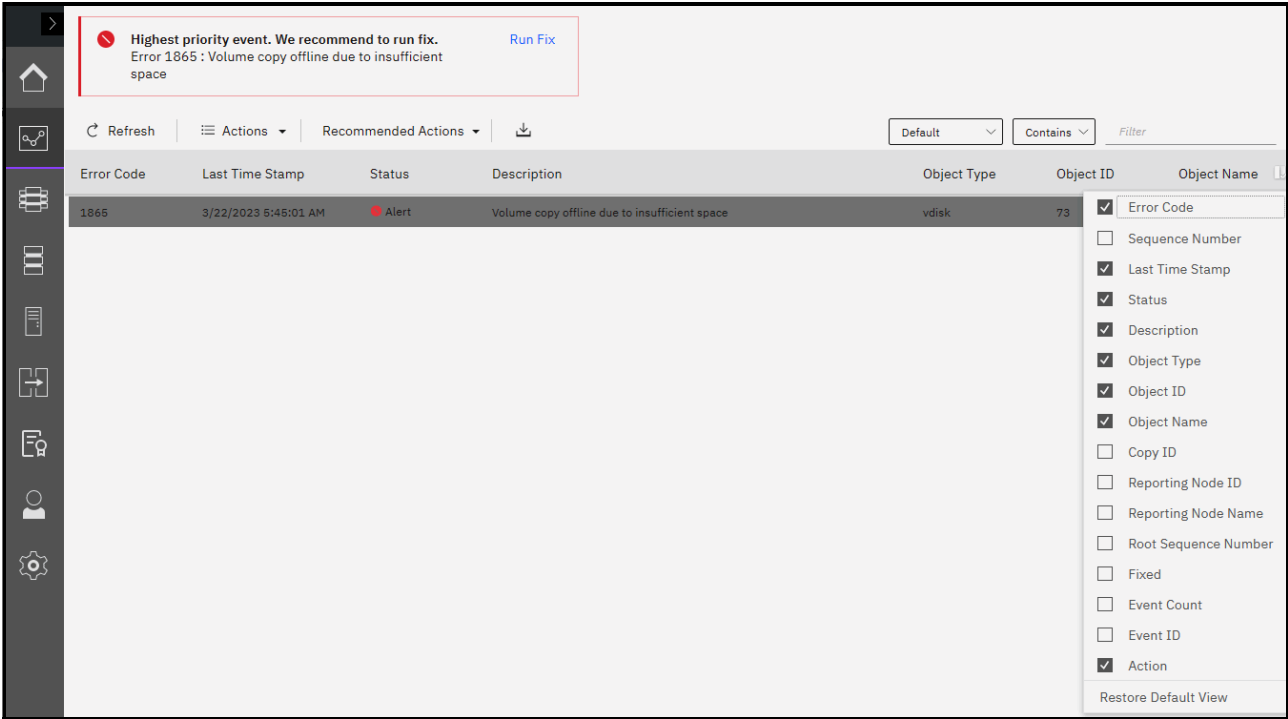 Highest priority event. We recommend to run fix.
Run Fix
Error 1865 : Volume copy offline due to insufficient
space
Refresh
Actions
Recommended Actions
Default
Contains
Filter
Error Code
Last Time Stamp
Status
Description
Object Type
Object ID
Object Name
1865
3/22/2023 5:45:01 AM
Alert
Volume copy offline due to insufficient space
vdisk
73
Error Code
Sequence Number
Last Time Stamp
Status
Description
Object Type
Object ID
Object Name
Copy ID
Reporting Node ID
Reporting Node Name
Root Sequence Number
Fixed
Event Count
Event ID
Action
Restore Default View